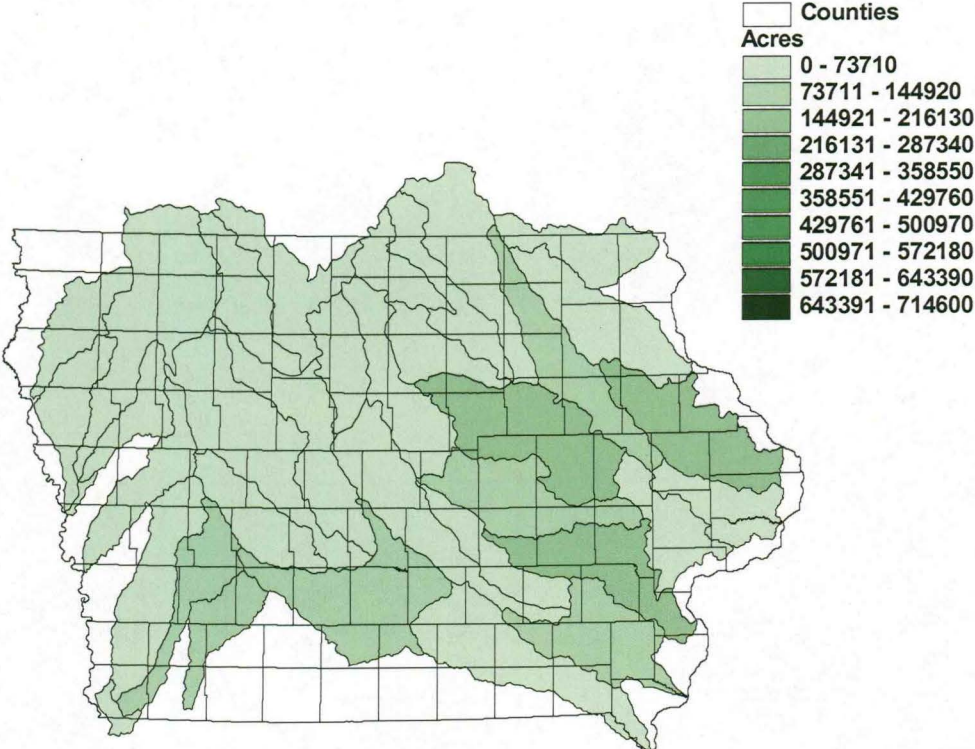 Counties
Acres
0 - 73710
73711 - 144920
144921 - 216130
216131 - 287340
287341 - 358550
358551 - 429760
429761 - 500970
500971 - 572180
572181 - 643390
643391 - 714600